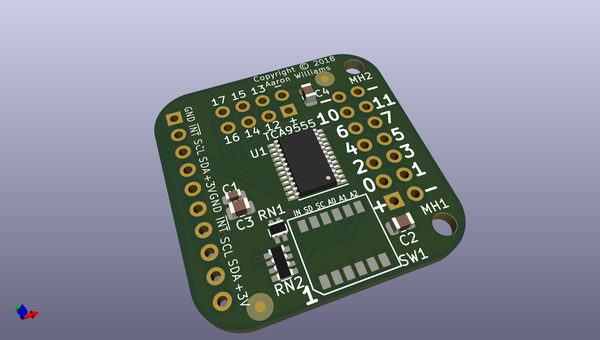 Copyright © 2018
Aaron Williams
MH2
17 15 13
C4
16 14 12 +
TCA9555
U1
−
10 11
6 7
4 5
2 3
0 1
+ −
GND INT SCL SDA +3V GND INT SCL SDA +3V
C1
C3
RN1
RN2
IN SD SC A0 A1 A2
MH1
C2
SW1
1